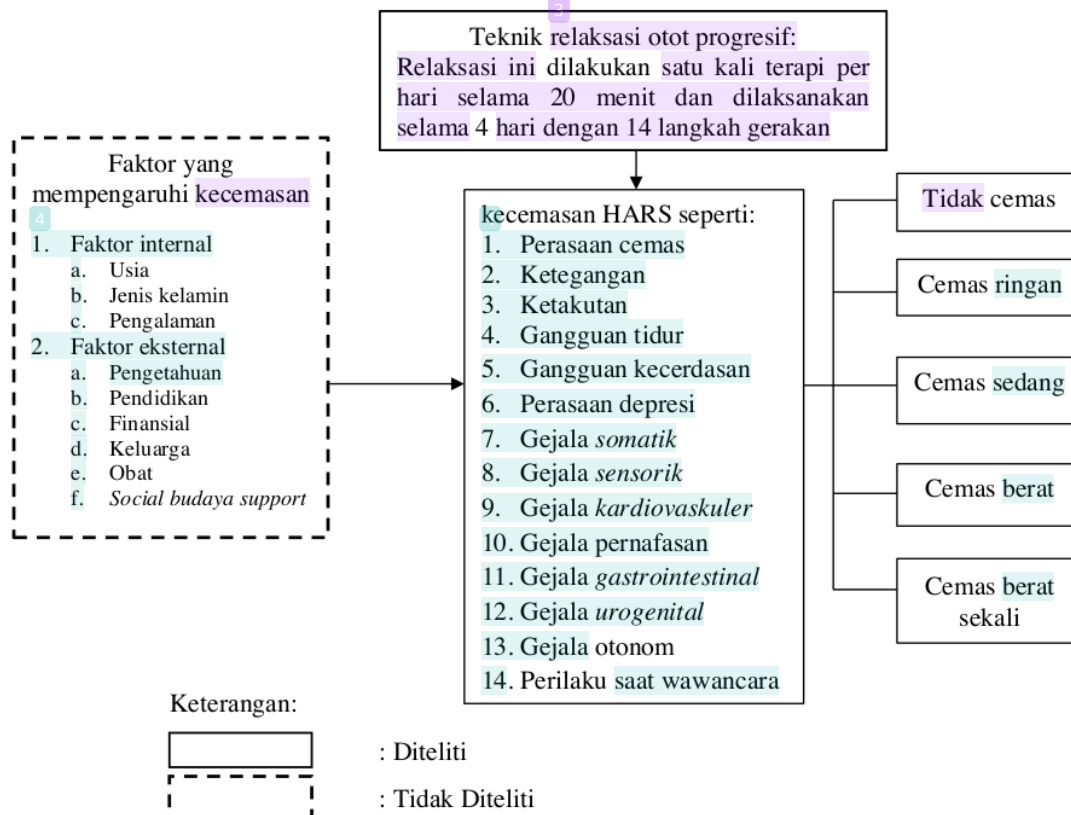 3
Teknik relaksasi otot progresif:
Relaksasi ini dilakukan satu kali terapi per
hari selama 20 menit dan dilaksanakan
selama 4 hari dengan 14 langkah gerakan
Faktor yang
mempengaruhi kecemasan
4
1. Faktor internal
a. Usia
b. Jenis kelamin
c. Pengalaman
2. Faktor eksternal
a. Pengetahuan
b. Pendidikan
c. Finansial
d. Keluarga
e. Obat
f. Social budaya support
kecemasan HARS seperti:
1. Perasaan cemas
2. Ketegangan
3. Ketakutan
4. Gangguan tidur
5. Gangguan kecerdasan
6. Perasaan depresi
7. Gejala somatik
8. Gejala sensorik
9. Gejala kardiovaskuler
10. Gejala pernafasan
11. Gejala gastrointestinal
12. Gejala urogenital
13. Gejala otonom
14. Perilaku saat wawancara
Tidak cemas
Cemas ringan
Cemas sedang
Cemas berat
Cemas berat
sekali
Keterangan:
: Diteliti
: Tidak Diteliti